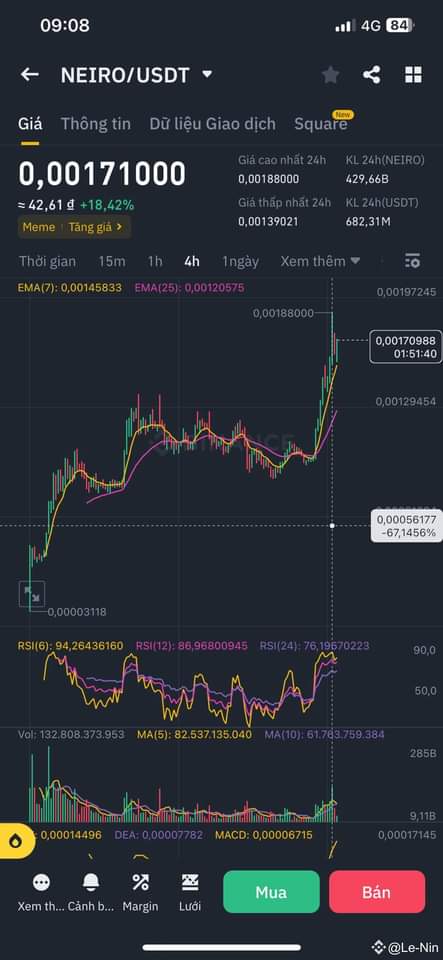 09:08
4G 84
NEIRO/USDT
Giá Thông tin Dữ liệu Giao dịch Square New
0,00171000
≈ 42,61 ₫ +18,42%
Meme Tăng giá >
Giá cao nhất 24h KL 24h(NEIRO)
0,00188000 429,66B
Giá thấp nhất 24h KL 24h(USDT)
0,00139021 682,31M
Thời gian 15m 1h 4h 1ngày Xem thêm
EMA(7): 0,00145833 EMA(25): 0,00120575
0,00197245
0,00188000
0,00170988
01:51:40
0,00129454
0,00056177
-67,1456%
0,00003118
RSI(6): 94,26436160 RSI(12): 86,96800945 RSI(24): 76,19670223
90,0
50,0
Vol: 132.808.373.953 MA(5): 82.537.135.040 MA(10): 61.763.759.384
285B
9,11B
: 0,00014496 DEA: 0,00007782 MACD: 0,00006715
0,00017145
Xem th... Cảnh b... Margin Lưới
Mua Bán
@Le-Nin